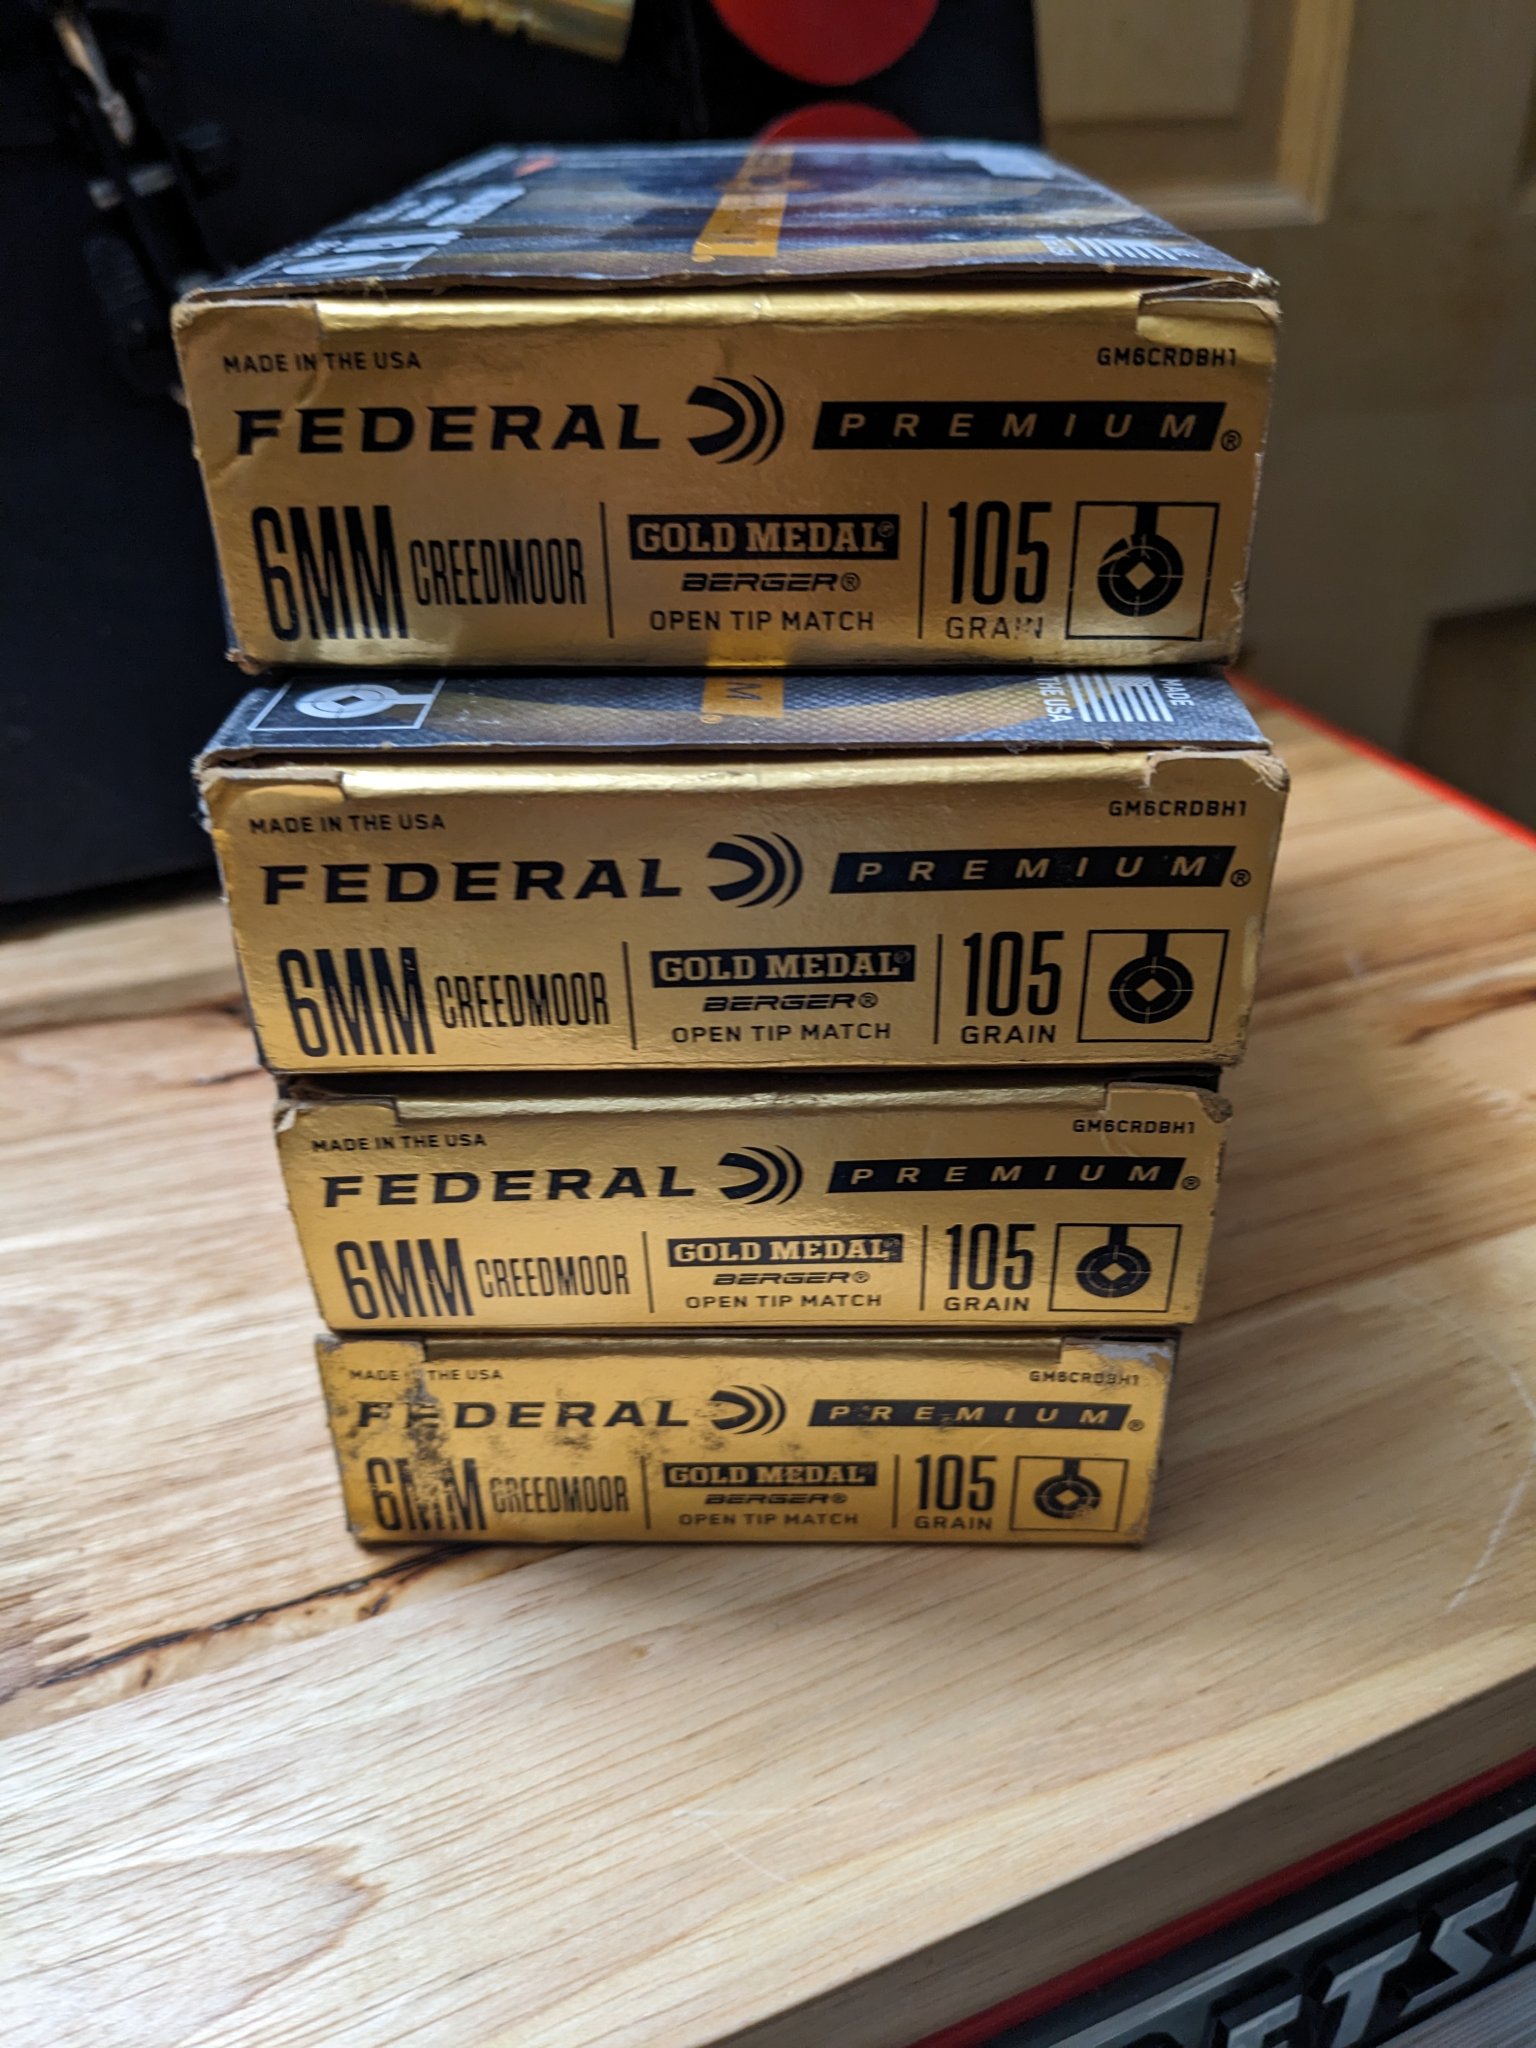 MADE IN THE USA GM6CRDBH1
FEDERAL PREMIUM®
6MM CREEDMOOR GOLD MEDAL® 105
BERGER®
OPEN TIP MATCH GRAIN
M®
MADE
THE USA
MADE IN THE USA GM6CRDBH1
FEDERAL PREMIUM®
6MM CREEDMOOR GOLD MEDAL® 105
BERGER®
OPEN TIP MATCH GRAIN
MADE IN THE USA GM6CRDBH1
FEDERAL PREMIUM®
6MM CREEDMOOR GOLD MEDAL® 105
BERGER®
OPEN TIP MATCH GRAIN
MADE THE USA GM6CRDBH1
FEDERAL PREMIUM®
6MM CREEDMOOR GOLD MEDAL® 105
BERGER®
OPEN TIP MATCH GRAIN